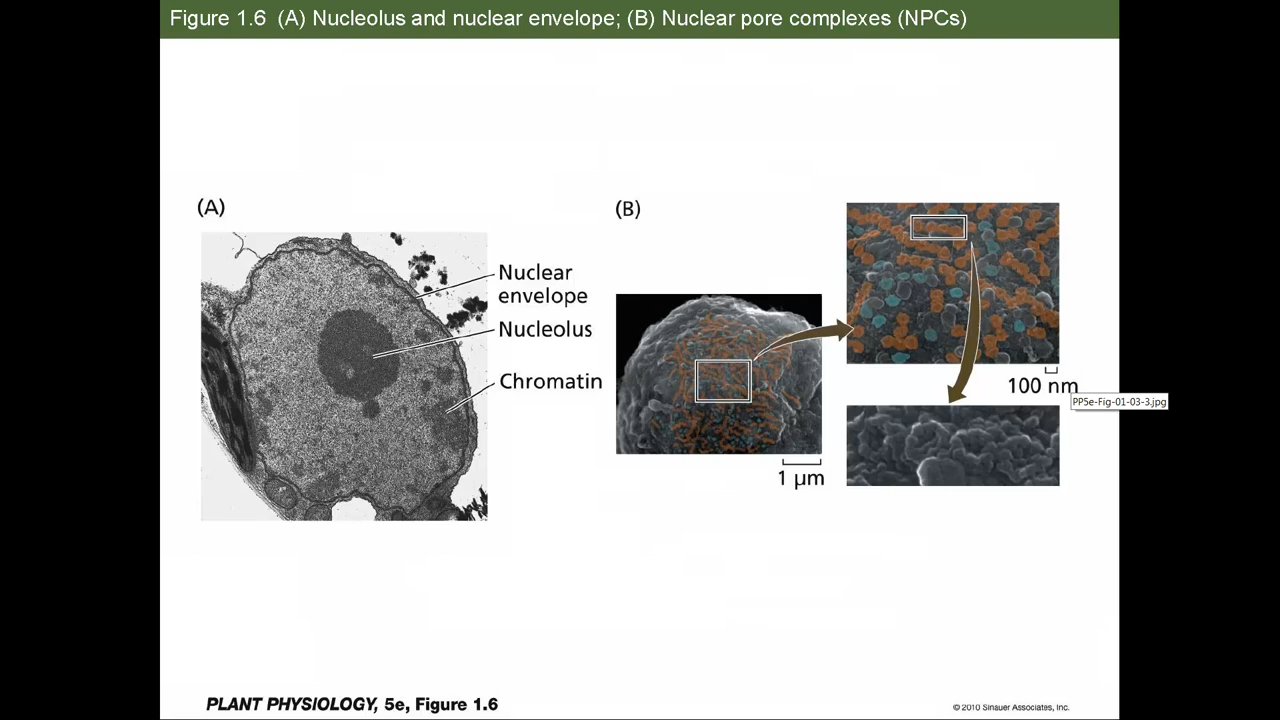 Figure 1.6  (A) Nucleolus and nuclear envelope; (B) Nuclear pore complexes (NPCs)
(A)
Nuclear
envelope
Nucleolus
Chromatin
(B)
1 µm
100 nm
PP5e-Fig-01-03-3.jpg
PLANT PHYSIOLOGY, 5e, Figure 1.6
© 2010 Sinauer Associates, Inc.